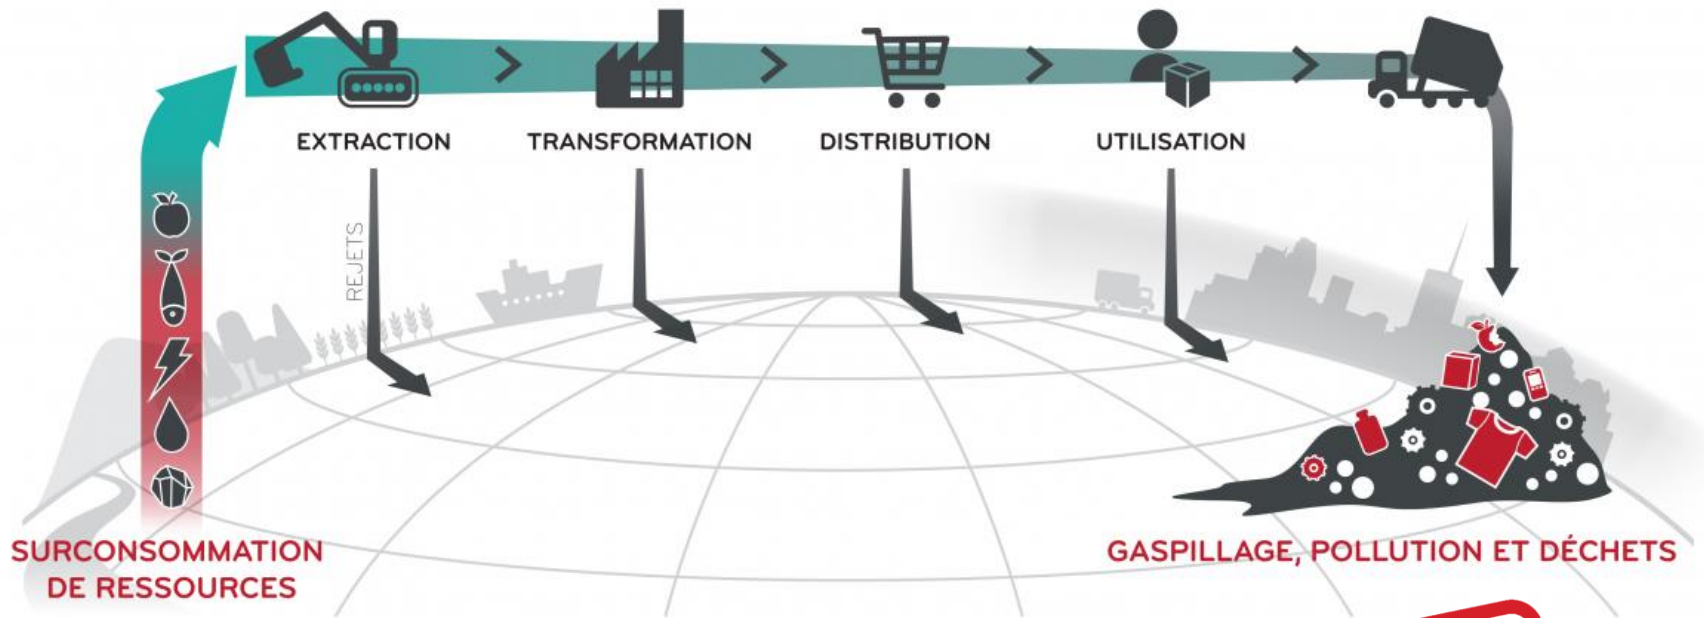 EXTRACTION
TRANSFORMATION
DISTRIBUTION
UTILISATION
REJETS
SURCONSOMMATION
DE RESSOURCES
GASPILLAGE, POLLUTION ET DÉCHETS